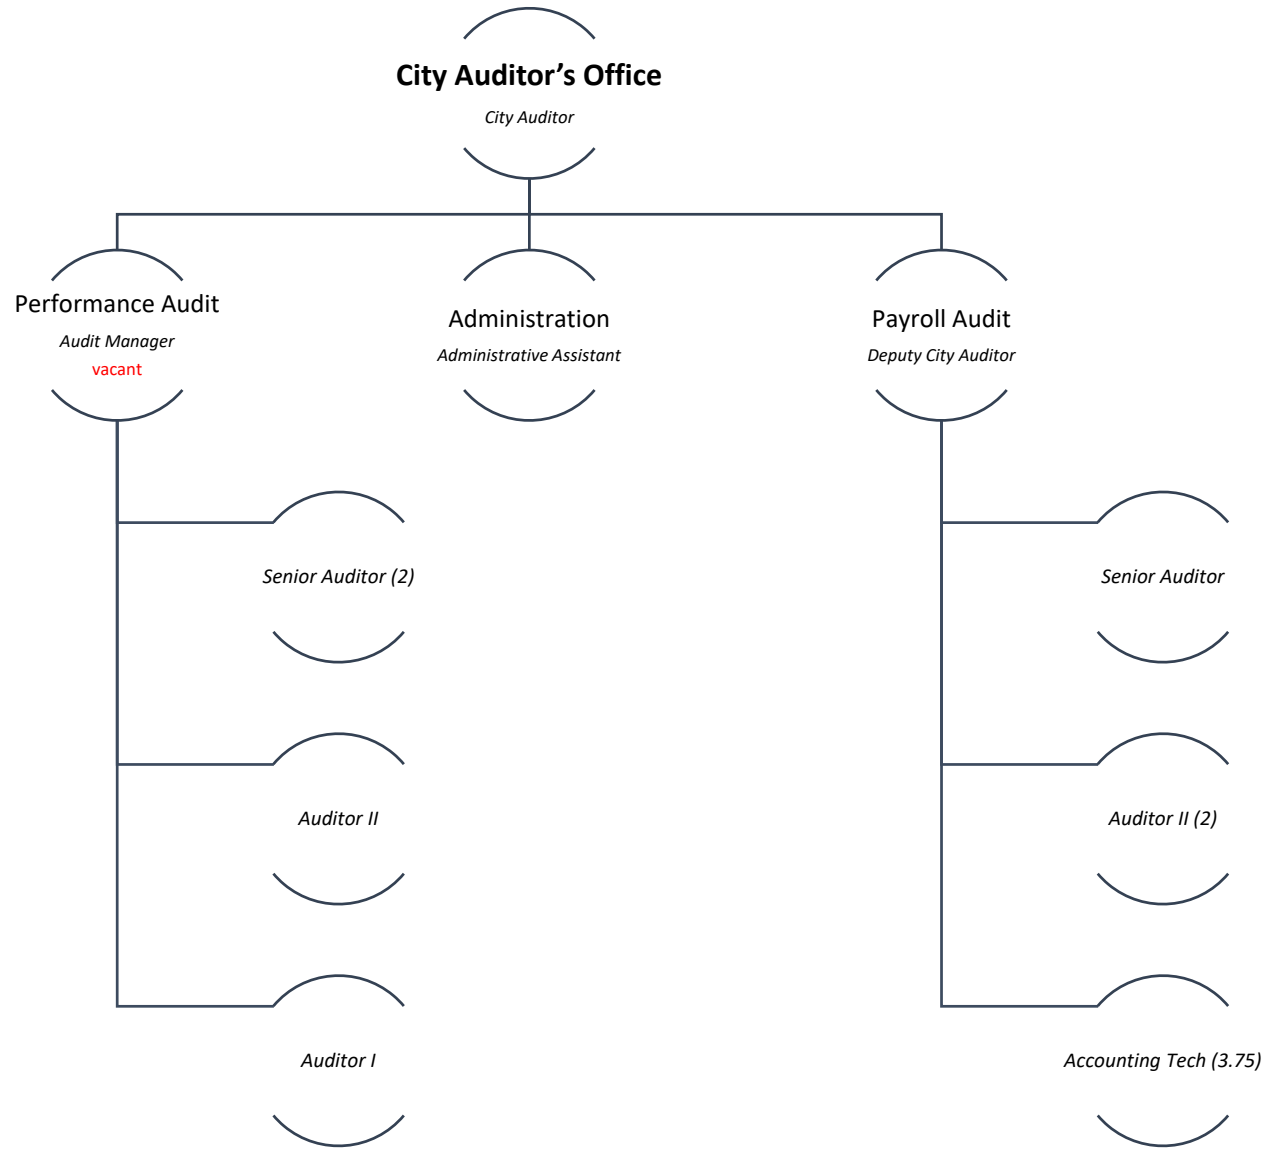 City Auditor’s Office
City Auditor
Performance Audit
Audit Manager
vacant
Administration
Administrative Assistant
Payroll Audit
Deputy City Auditor
Senior Auditor (2)
Senior Auditor
Auditor II
Auditor II (2)
Auditor I
Accounting Tech (3.75)